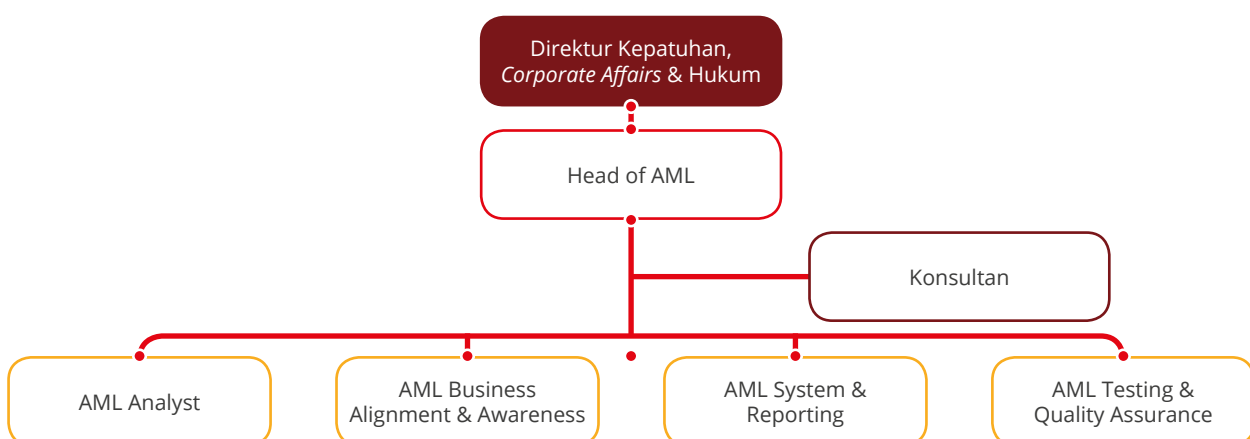 Direktur Kepatuhan,
Corporate Affairs & Hukum
Head of AML
Konsultan
AML Analyst
AML Business
Alignment & Awareness
AML System &
Reporting
AML Testing &
Quality Assurance